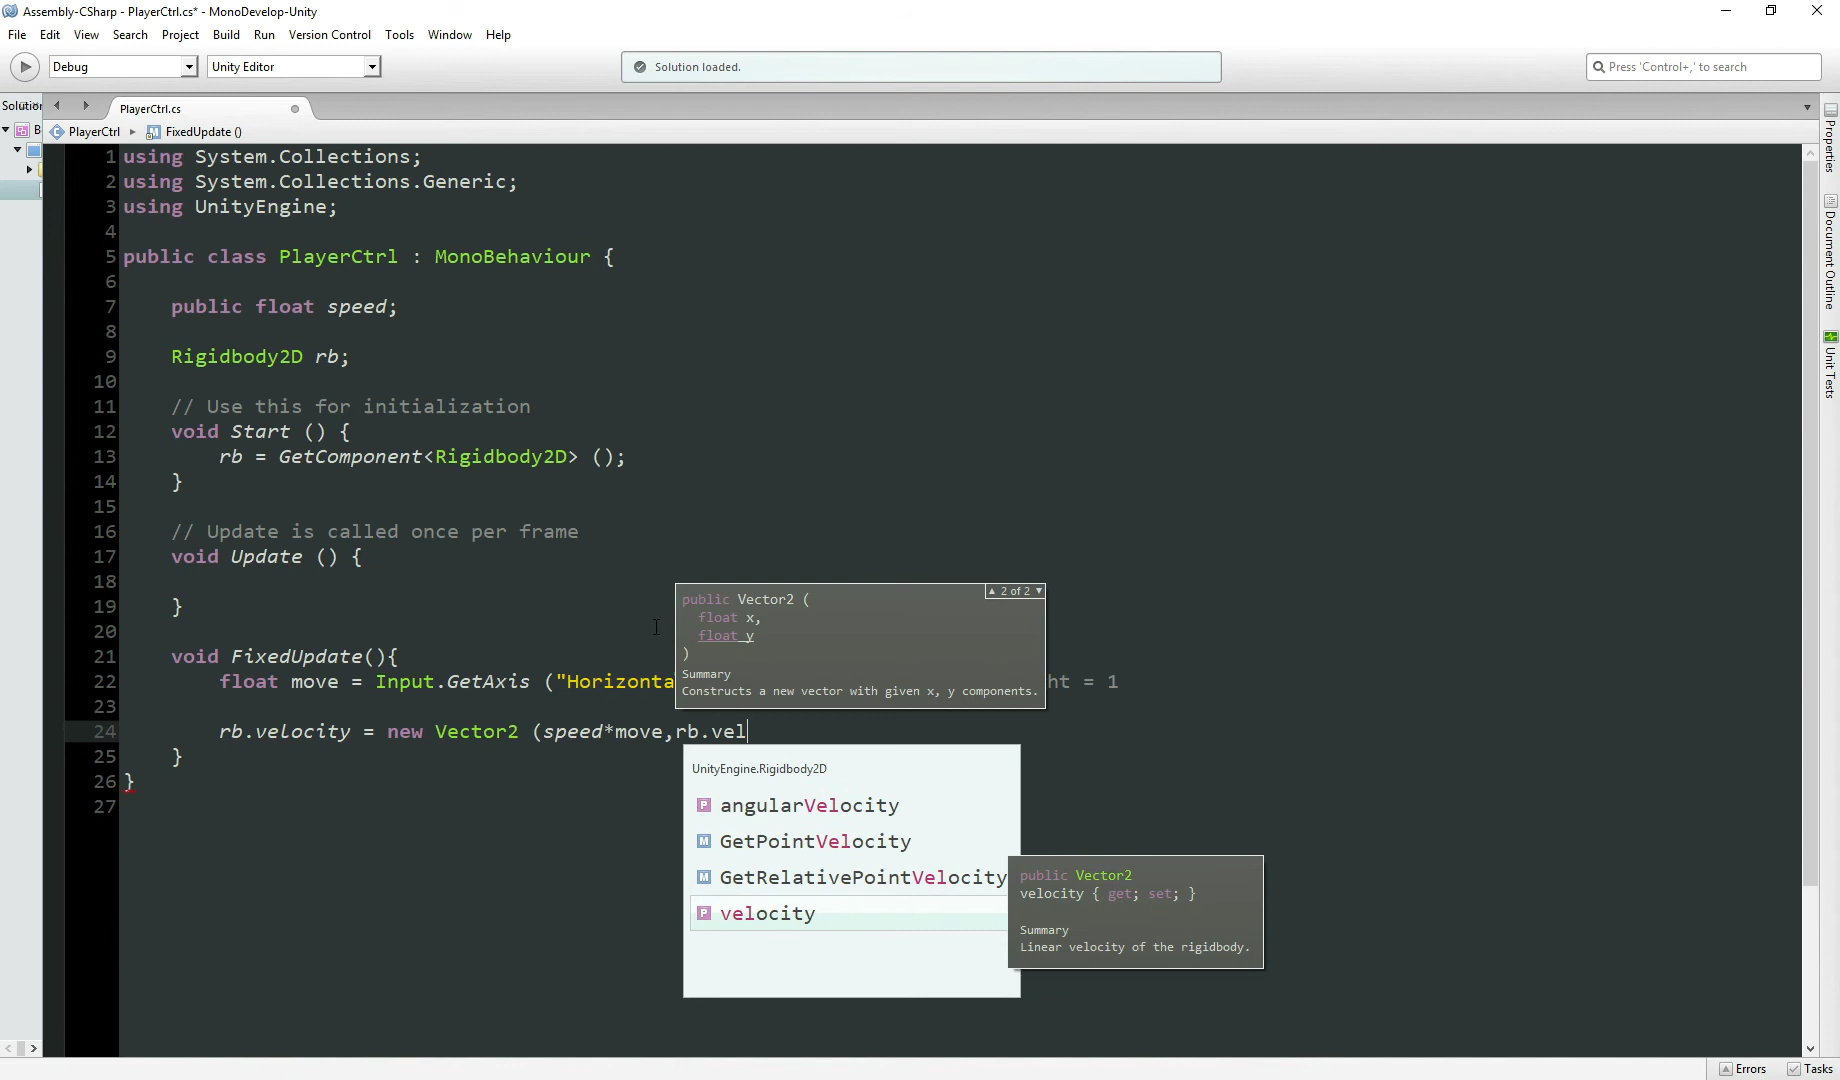 Assembly-CSharp - PlayerCtrl.cs* - MonoDevelop-Unity
File Edit View Search Project Build Run Version Control Tools Window Help
Debug Unity Editor Solution loaded. Press 'Control+,' to search
PlayerCtrl.cs
PlayerCtrl FixedUpdate ()
B
1 using System.Collections;
2 using System.Collections.Generic;
3 using UnityEngine;
4
5 public class PlayerCtrl : MonoBehaviour {
6
7 public float speed;
8
9 Rigidbody2D rb;
10
11 // Use this for initialization
12 void Start () {
13 rb = GetComponent<Rigidbody2D> ();
14 }
15
16 // Update is called once per frame
17 void Update () {
18
19 }
20
21 void FixedUpdate(){
22 float move = Input.GetAxis ("Horizonta ht = 1
23
24 rb.velocity = new Vector2 (speed*move,rb.vel
25 }
26 }
27
▲ 2 of 2 ▼
public Vector2 (
float x,
float y
)
Summary
Constructs a new vector with given x, y components.
UnityEngine.Rigidbody2D
P angularVelocity
M GetPointVelocity
M GetRelativePointVelocity
P velocity
public Vector2
velocity { get; set; }
Summary
Linear velocity of the rigidbody.
Properties
Document Outline
Unit Tests
Errors Tasks